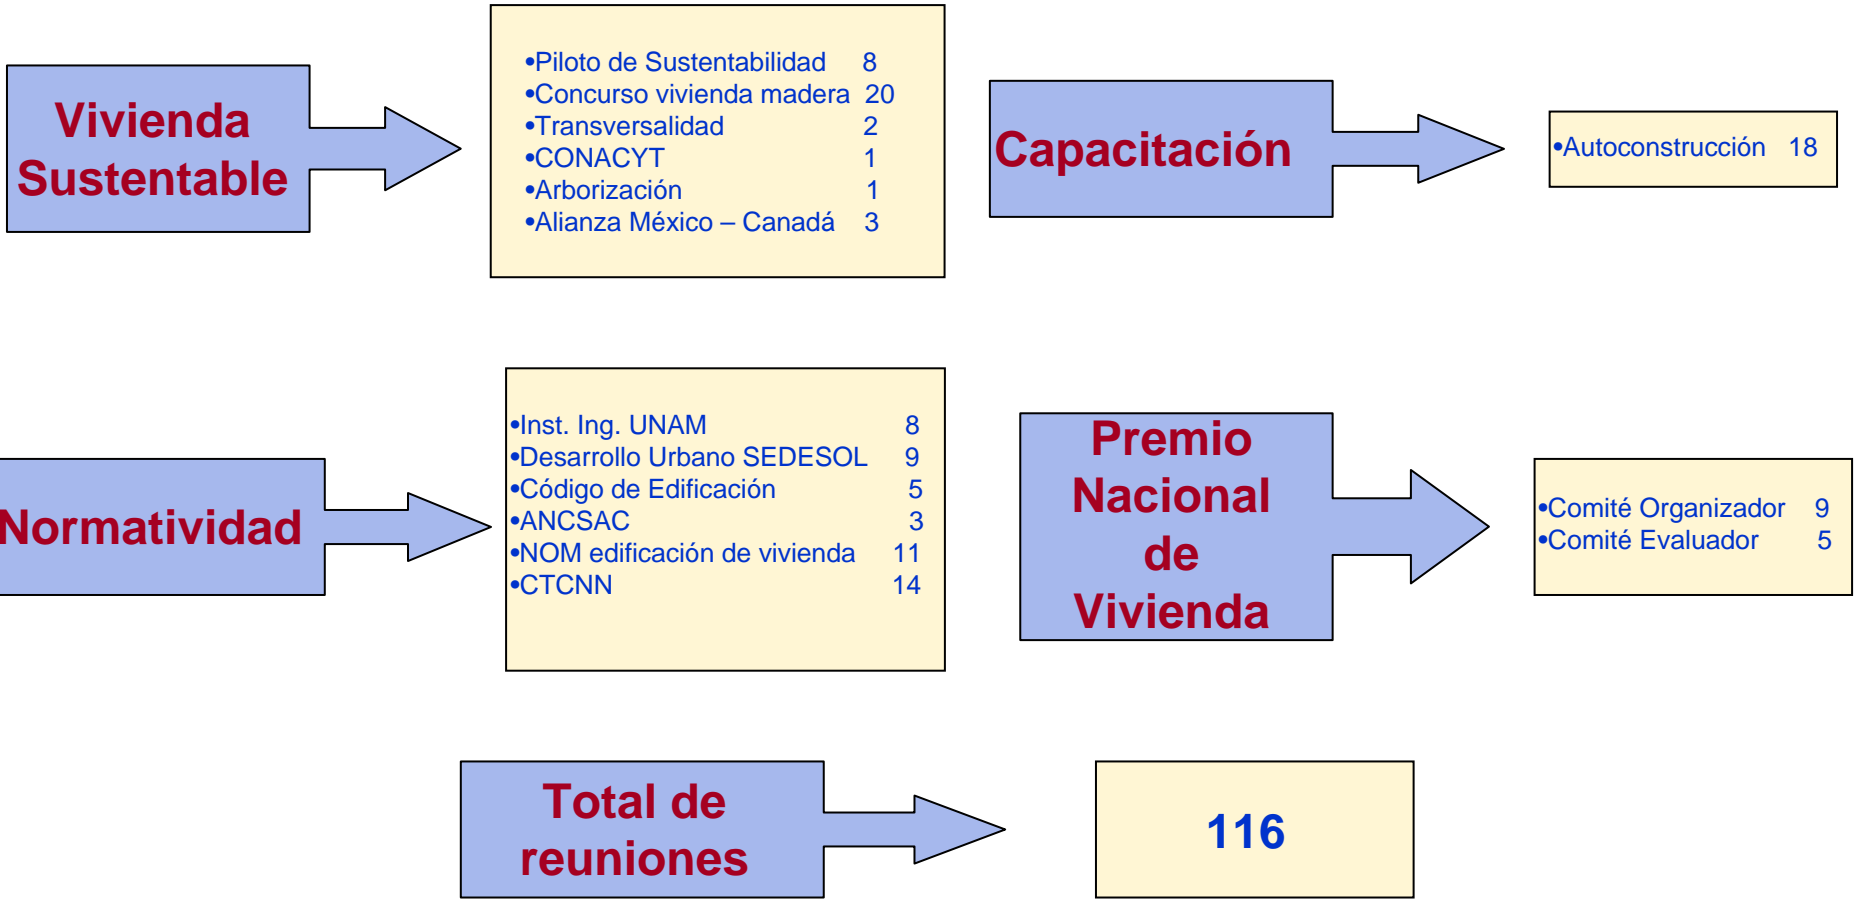 Vivienda
Sustentable
•Piloto de Sustentabilidad 8
•Concurso vivienda madera 20
•Transversalidad 2
•CONACYT 1
•Arborización 1
•Alianza México – Canadá 3
Capacitación
•Autoconstrucción 18
Normatividad
•Inst. Ing. UNAM 8
•Desarrollo Urbano SEDESOL 9
•Código de Edificación 5
•ANCSAC 3
•NOM edificación de vivienda 11
•CTCNN 14
Premio
Nacional
de
Vivienda
•Comité Organizador 9
•Comité Evaluador 5
Total de
reuniones
116